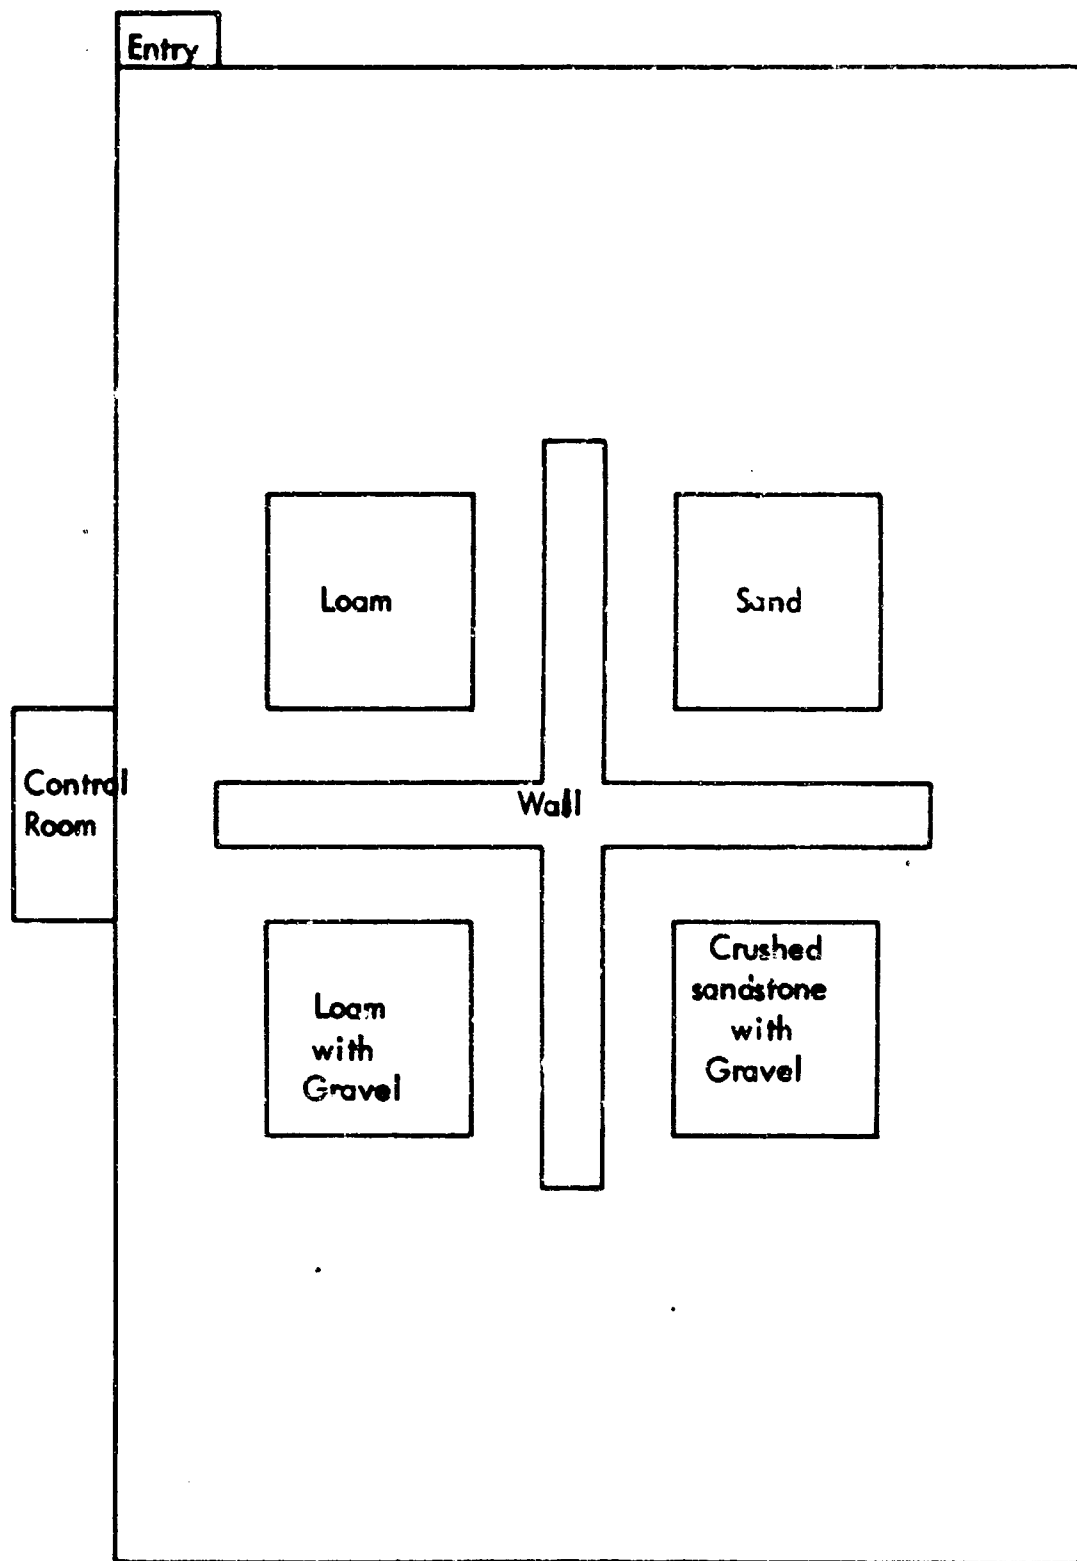 Entry
Loam
Sand
Control
Room
Wall
Loam
with
Gravel
Crushed
sandstone
with
Gravel